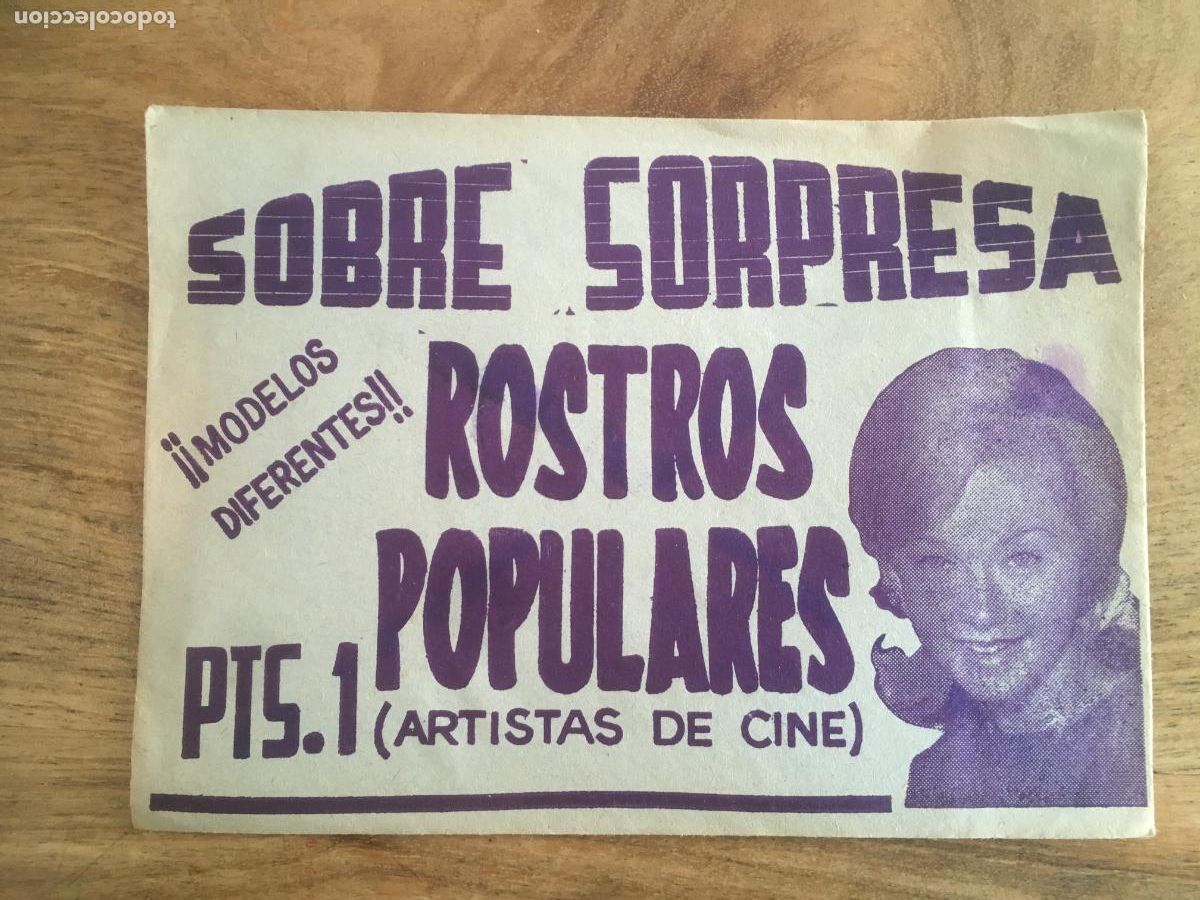 todocoleccion
SOBRE SORPRESA
¡¡MODELOS
DIFERENTES!!
ROSTROS
POPULARES
PTS. 1
(ARTISTAS DE CINE)